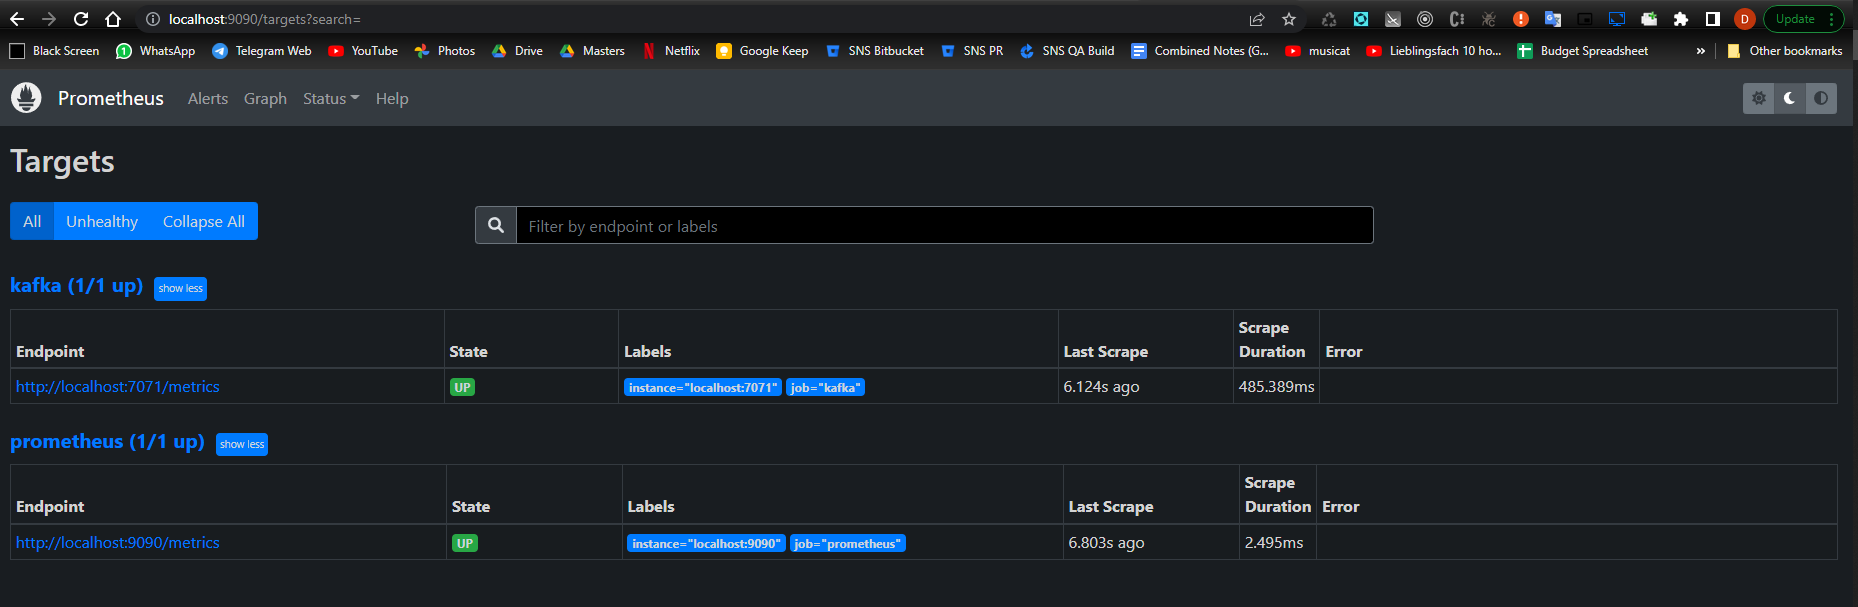 localhost:9090/targets?search=
D Update
Black Screen WhatsApp Telegram Web YouTube Photos Drive Masters Netflix Google Keep SNS Bitbucket SNS PR SNS QA Build Combined Notes (G... musicat Lieblingsfach 10 ho... Budget Spreadsheet » Other bookmarks
Prometheus Alerts Graph Status Help
Targets
All Unhealthy Collapse All Filter by endpoint or labels
kafka (1/1 up) show less
Endpoint State Labels Last Scrape Scrape Duration Error
http://localhost:7071/metrics UP instance="localhost:7071" job="kafka" 6.124s ago 485.389ms
prometheus (1/1 up) show less
Endpoint State Labels Last Scrape Scrape Duration Error
http://localhost:9090/metrics UP instance="localhost:9090" job="prometheus" 6.803s ago 2.495ms